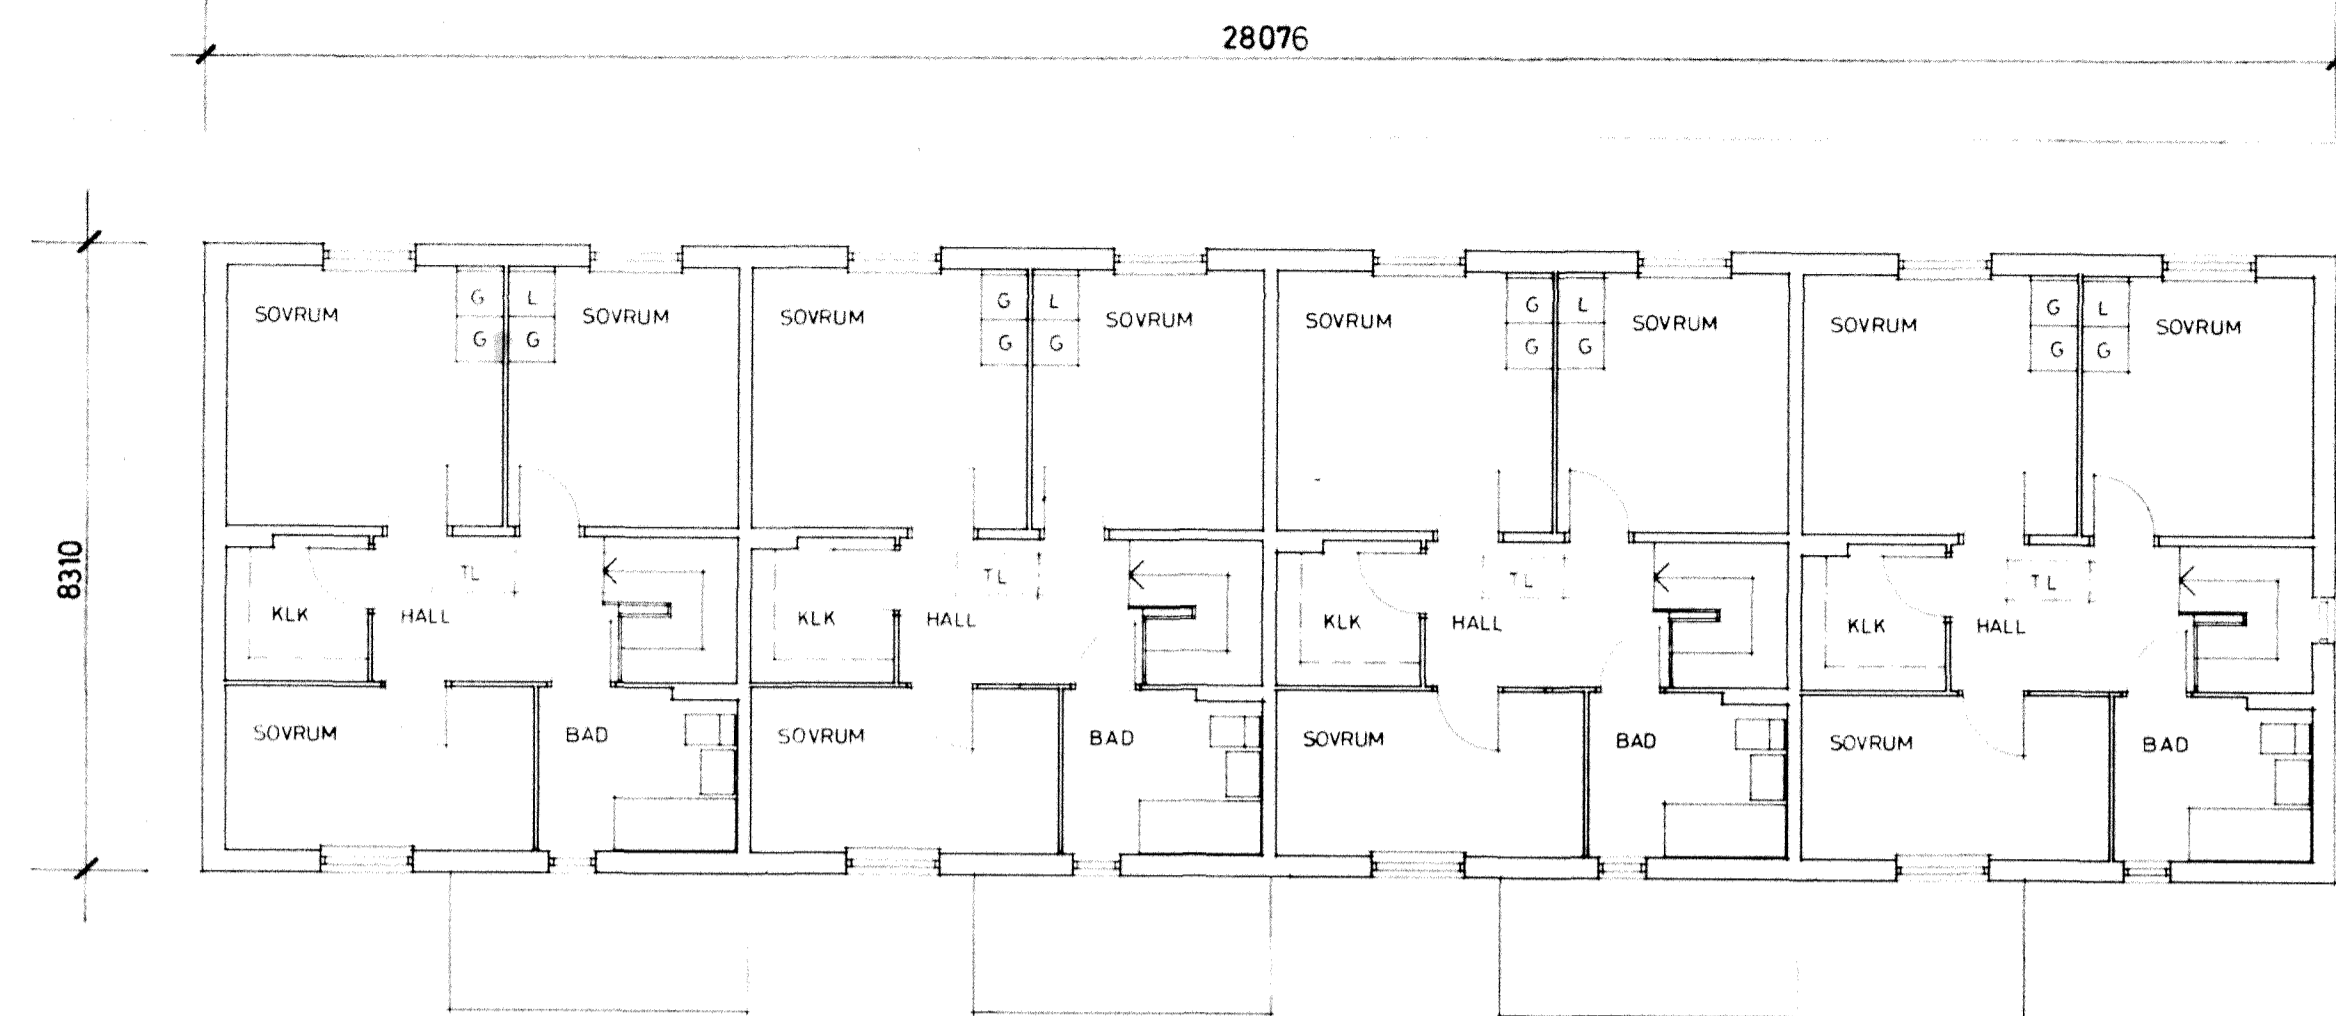 28076
8310
SOVRUM G L SOVRUM SOVRUM G L SOVRUM SOVRUM G L SOVRUM SOVRUM G L SOVRUM
G G G G G G G G
TL TL TL TL
KLK HALL KLK HALL KLK HALL KLK HALL
SOVRUM BAD SOVRUM BAD SOVRUM BAD SOVRUM BAD